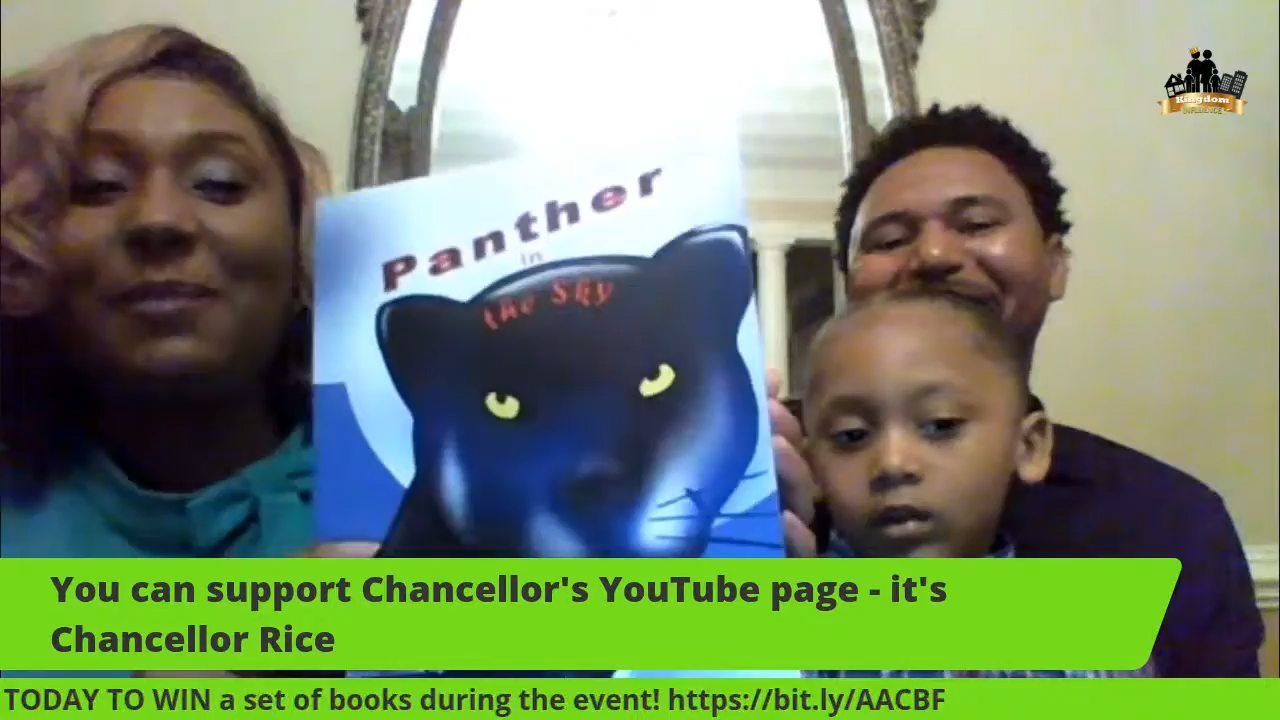 Kingdom
INFLUENCE
Panther
in
the Sky
You can support Chancellor's YouTube page - it's
Chancellor Rice
TODAY TO WIN a set of books during the event! https://bit.ly/AACBF